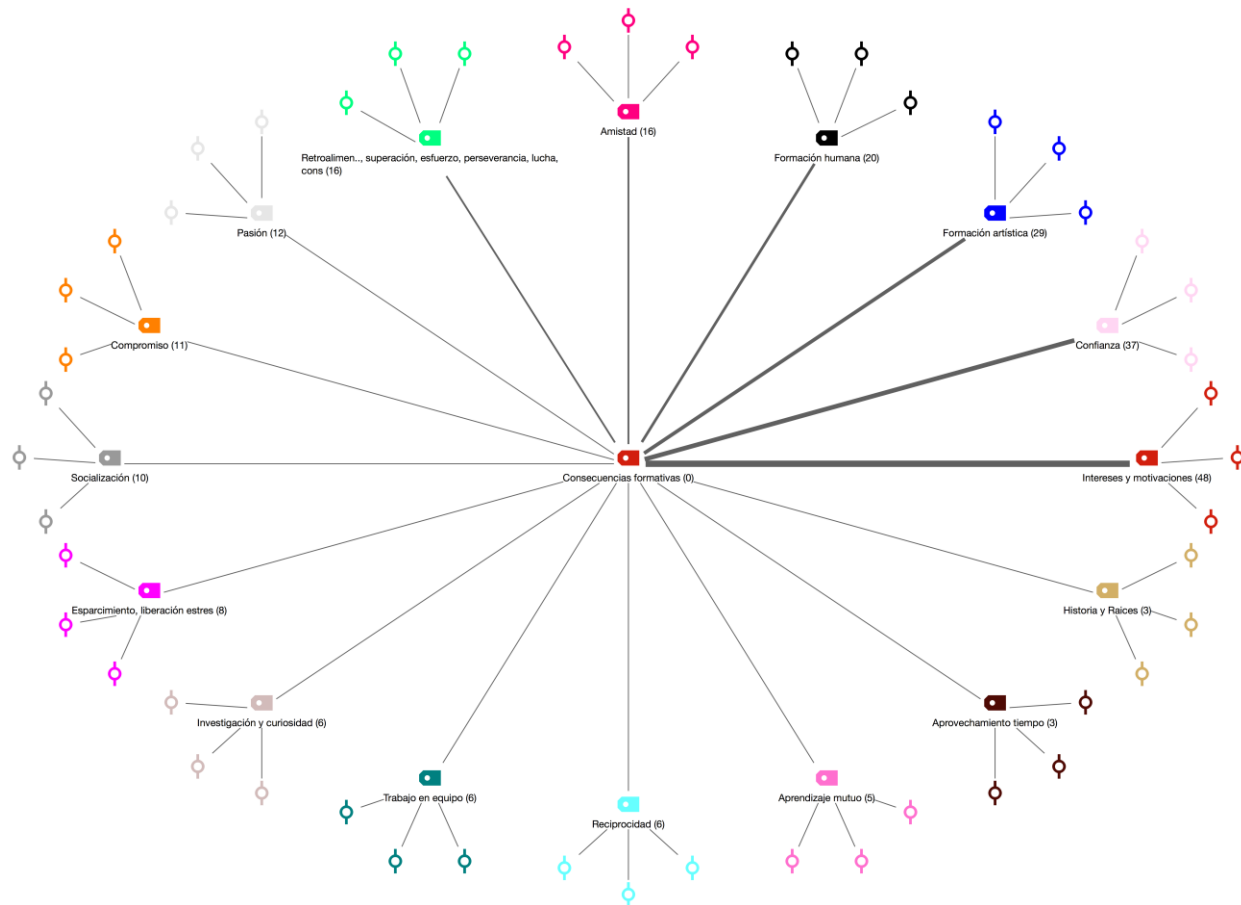 Amistad (16)
Retroalimen.., superación, esfuerzo, perseverancia, lucha,
cons (16)
Formación humana (20)
Pasión (12)
Formación artística (29)
Compromiso (11)
Confianza (37)
Socialización (10)
Consecuencias formativas (0)
Intereses y motivaciones (48)
Esparcimiento, liberación estres (8)
Historia y Raices (3)
Investigación y curiosidad (6)
Aprovechamiento tiempo (3)
Trabajo en equipo (6)
Reciprocidad (6)
Aprendizaje mutuo (5)